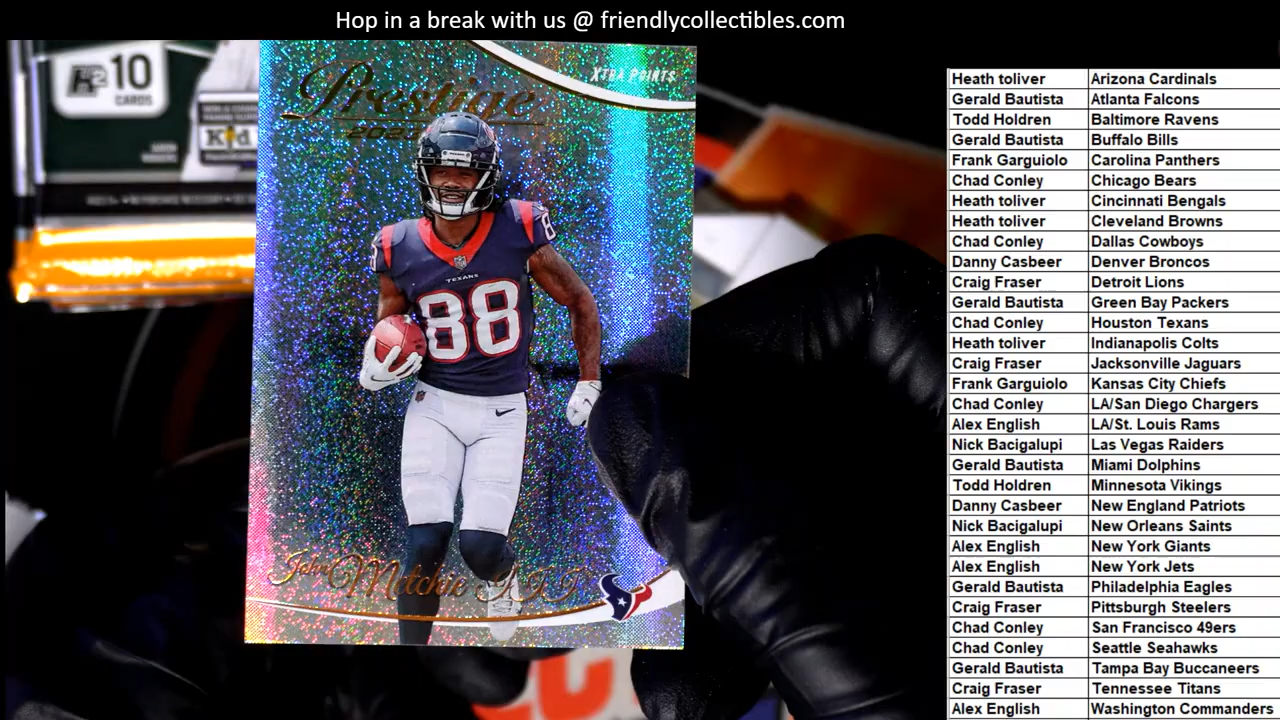 Hop in a break with us @ friendlycollectibles.com
10
CARDS
Prestige
XTRA POINTS
88
TEXANS
88
John Metchie III
Heath toliver Arizona Cardinals
Gerald Bautista Atlanta Falcons
Todd Holdren Baltimore Ravens
Gerald Bautista Buffalo Bills
Frank Garguiolo Carolina Panthers
Chad Conley Chicago Bears
Heath toliver Cincinnati Bengals
Heath toliver Cleveland Browns
Chad Conley Dallas Cowboys
Danny Casbeer Denver Broncos
Craig Fraser Detroit Lions
Gerald Bautista Green Bay Packers
Chad Conley Houston Texans
Heath toliver Indianapolis Colts
Craig Fraser Jacksonville Jaguars
Frank Garguiolo Kansas City Chiefs
Chad Conley LA/San Diego Chargers
Alex English LA/St. Louis Rams
Nick Bacigalupi Las Vegas Raiders
Gerald Bautista Miami Dolphins
Todd Holdren Minnesota Vikings
Danny Casbeer New England Patriots
Nick Bacigalupi New Orleans Saints
Alex English New York Giants
Alex English New York Jets
Gerald Bautista Philadelphia Eagles
Craig Fraser Pittsburgh Steelers
Chad Conley San Francisco 49ers
Chad Conley Seattle Seahawks
Gerald Bautista Tampa Bay Buccaneers
Craig Fraser Tennessee Titans
Alex English Washington Commanders